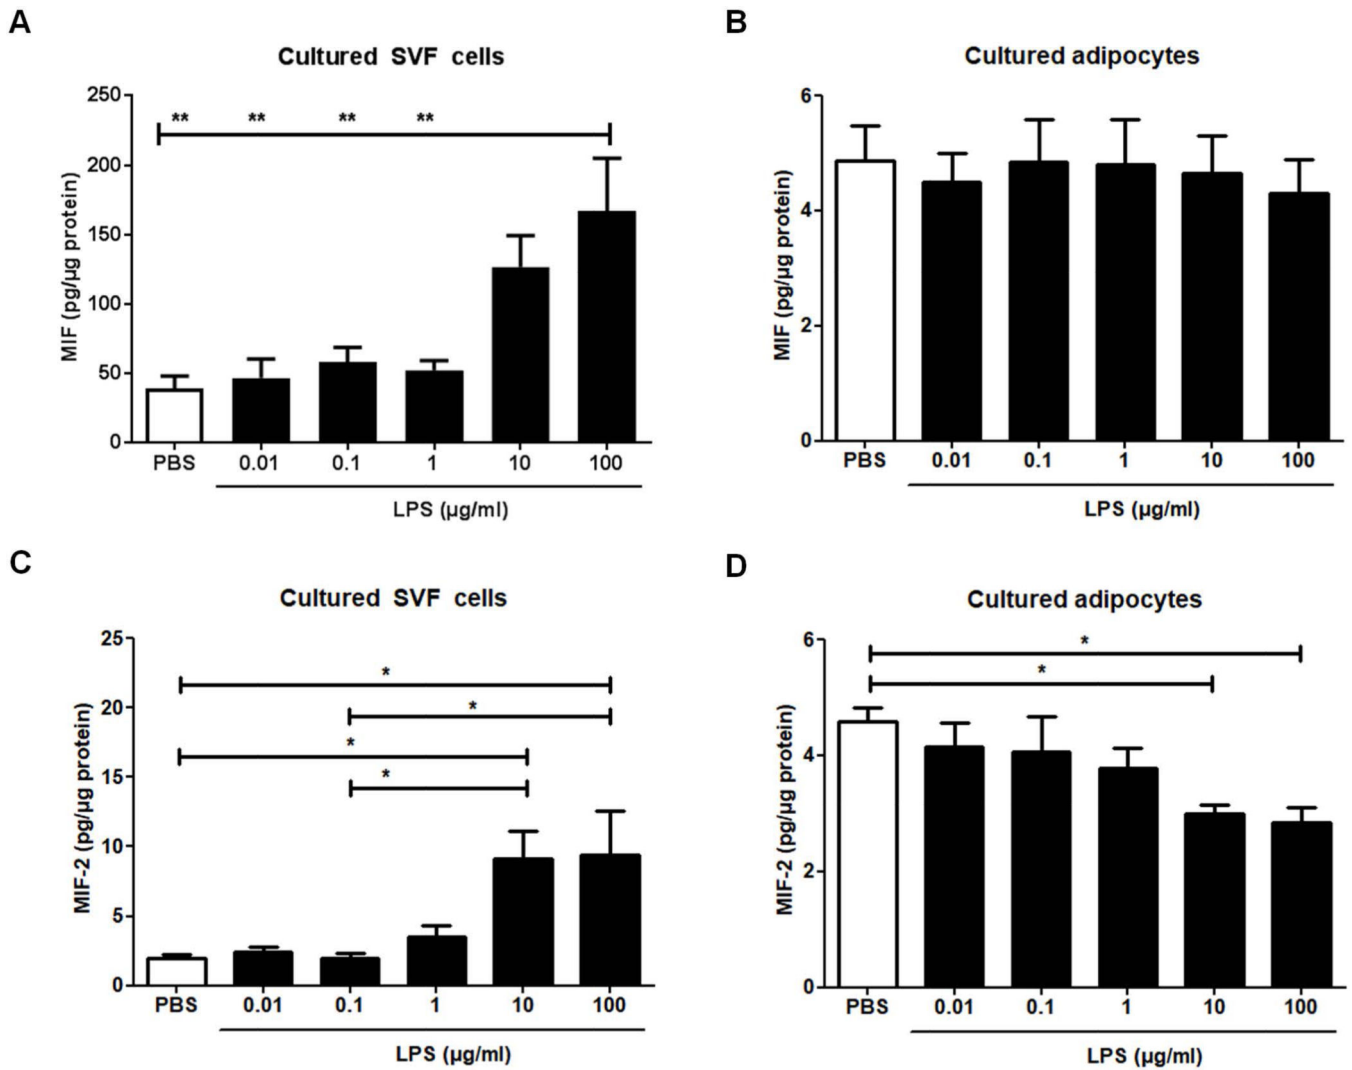 A
Cultured SVF cells
MIF (pg/µg protein)
250
200
150
100
50
0
** ** ** **
PBS 0.01 0.1 1 10 100
LPS (µg/ml)
B
Cultured adipocytes
MIF (pg/µg protein)
6
4
2
0
PBS 0.01 0.1 1 10 100
LPS (µg/ml)
C
Cultured SVF cells
MIF-2 (pg/µg protein)
25
20
15
10
5
0
*
*
*
*
PBS 0.01 0.1 1 10 100
LPS (µg/ml)
D
Cultured adipocytes
MIF-2 (pg/µg protein)
6
4
2
0
*
*
PBS 0.01 0.1 1 10 100
LPS (µg/ml)